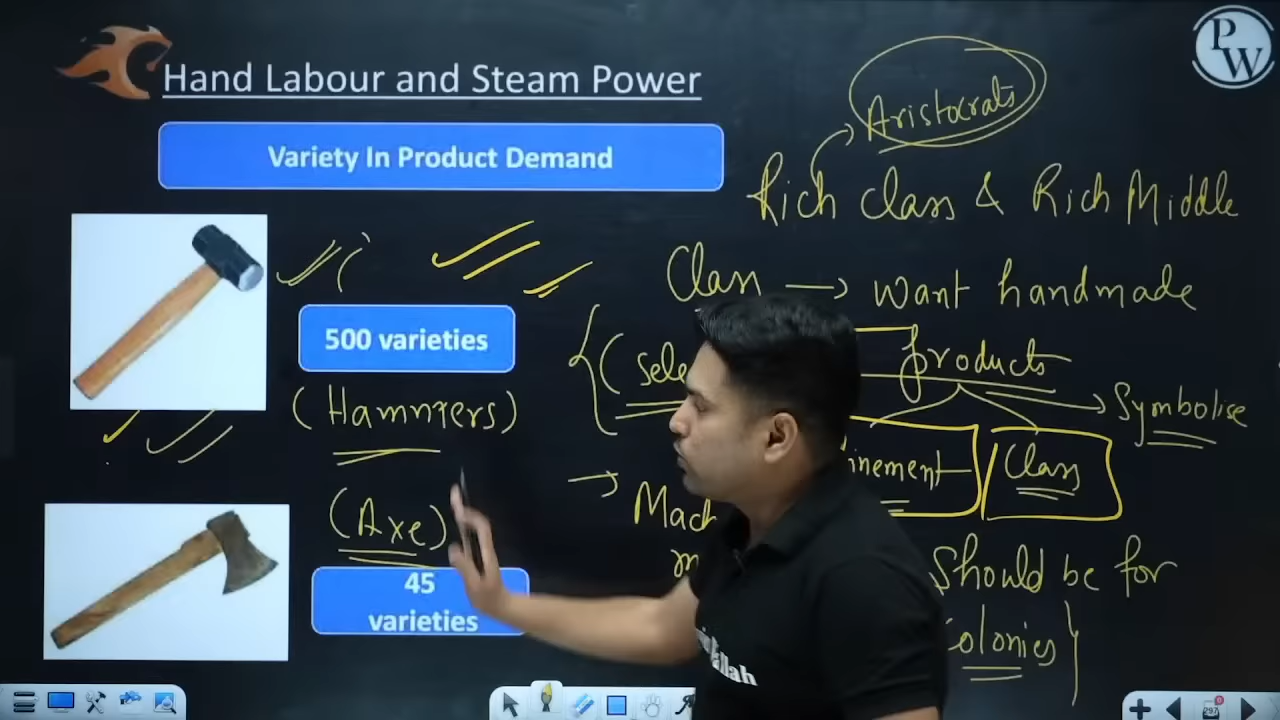 PW
Hand Labour and Steam Power
Variety In Product Demand
500 varieties
(Hammers)
(Axe)
45
varieties
Aristocrats
Rich Class & Rich Middle
Class → want handmade
products
Symbolise
Class
Should be for
297